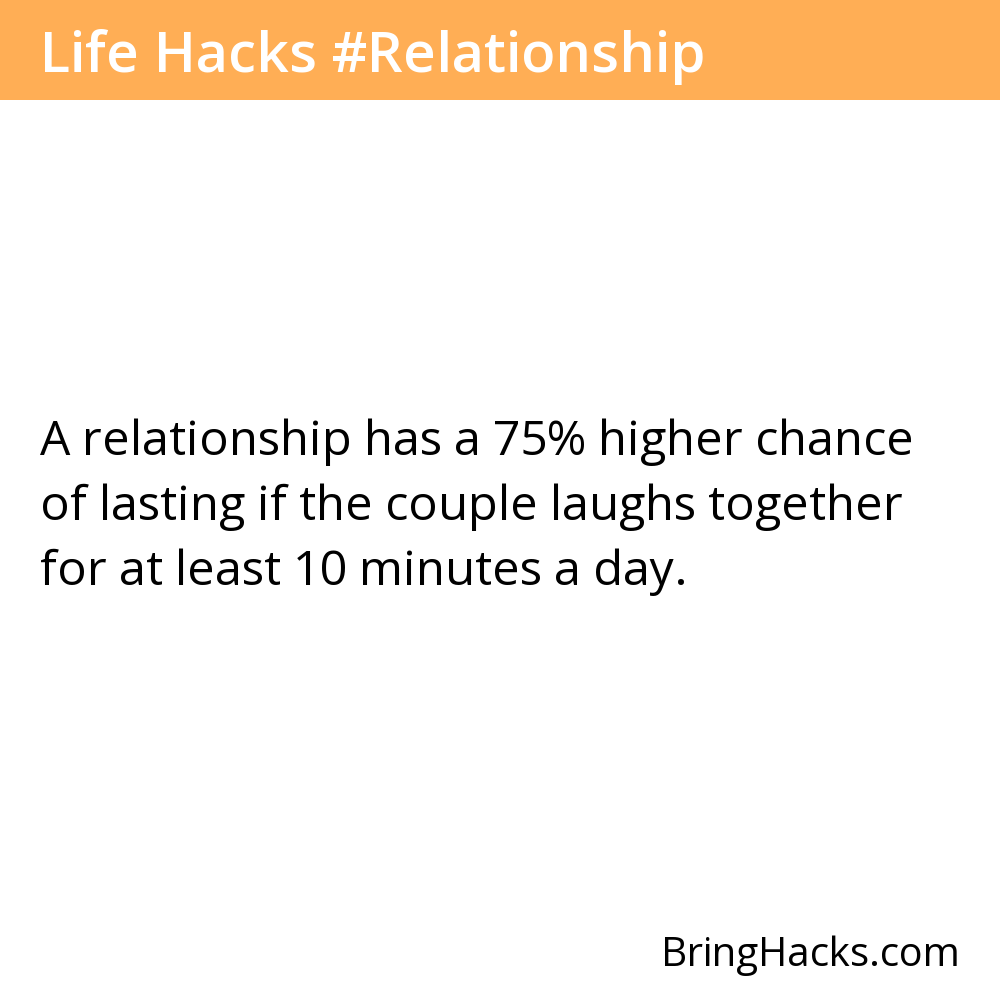 Life Hacks #Relationship
A relationship has a 75% higher chance
of lasting if the couple laughs together
for at least 10 minutes a day.
BringHacks.com